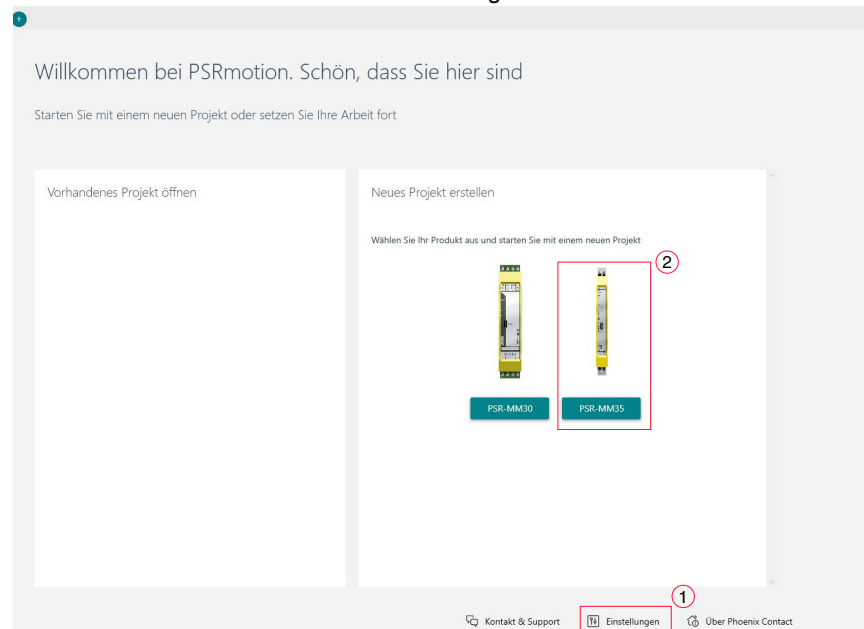 Willkommen bei PSRmotion. Schön, dass Sie hier sind
Starten Sie mit einem neuen Projekt oder setzen Sie Ihre Arbeit fort
Vorhandenes Projekt öffnen
Neues Projekt erstellen
Wählen Sie Ihr Produkt aus und starten Sie mit einem neuen Projekt
2
PSR-MM30
PSR-MM35
1
Kontakt & Support
Einstellungen
Über Phoenix Contact